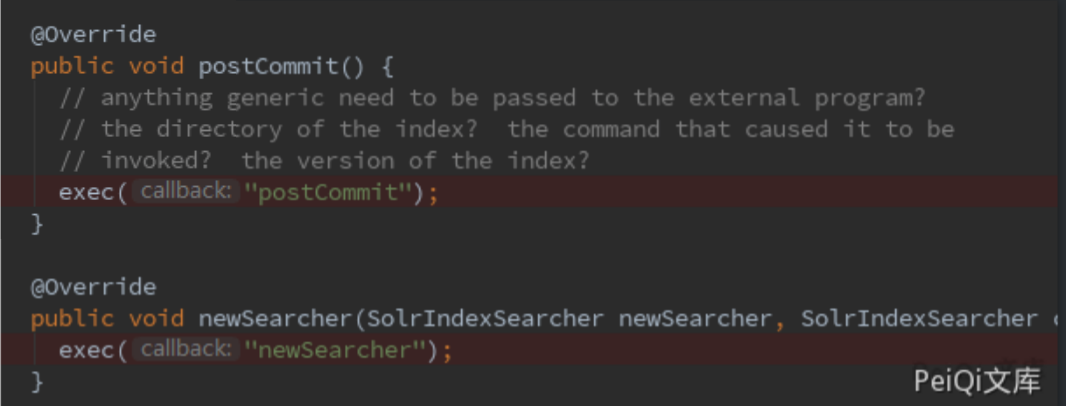 @Override
public void postCommit() {
// anything generic need to be passed to the external program?
// the directory of the index?  the command that caused it to be
// invoked?  the version of the index?
exec( callback: "postCommit");
}
@Override
public void newSearcher(SolrIndexSearcher newSearcher, SolrIndexSearcher
exec( callback: "newSearcher");
}
PeiQi文库